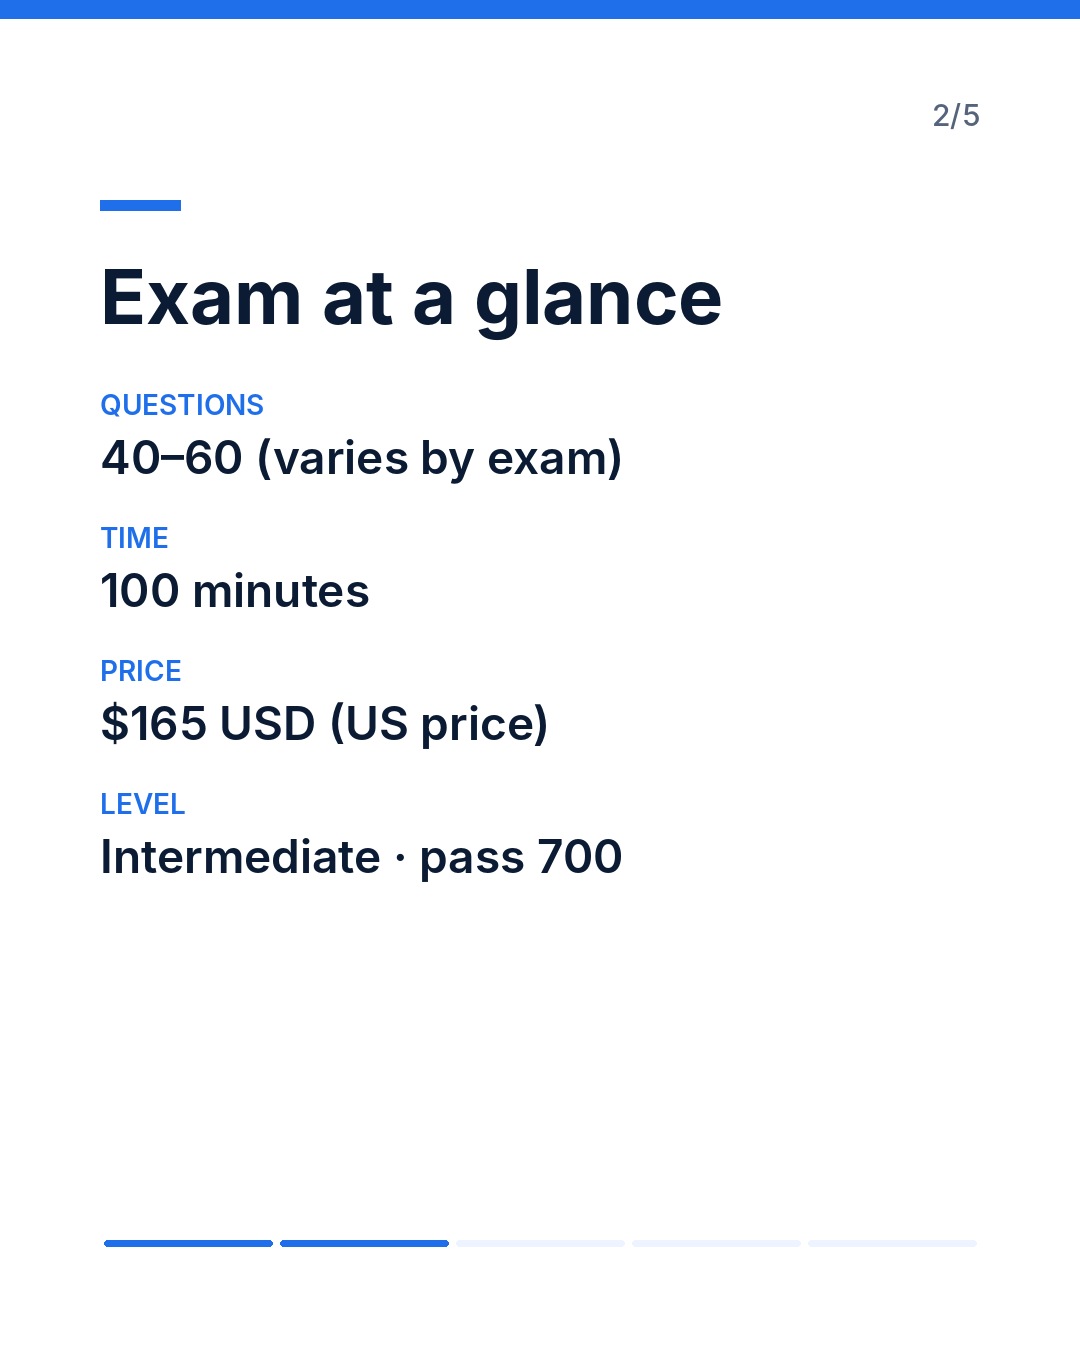 2/5
Exam at a glance
QUESTIONS
40–60 (varies by exam)
TIME
100 minutes
PRICE
$165 USD (US price)
LEVEL
Intermediate · pass 700